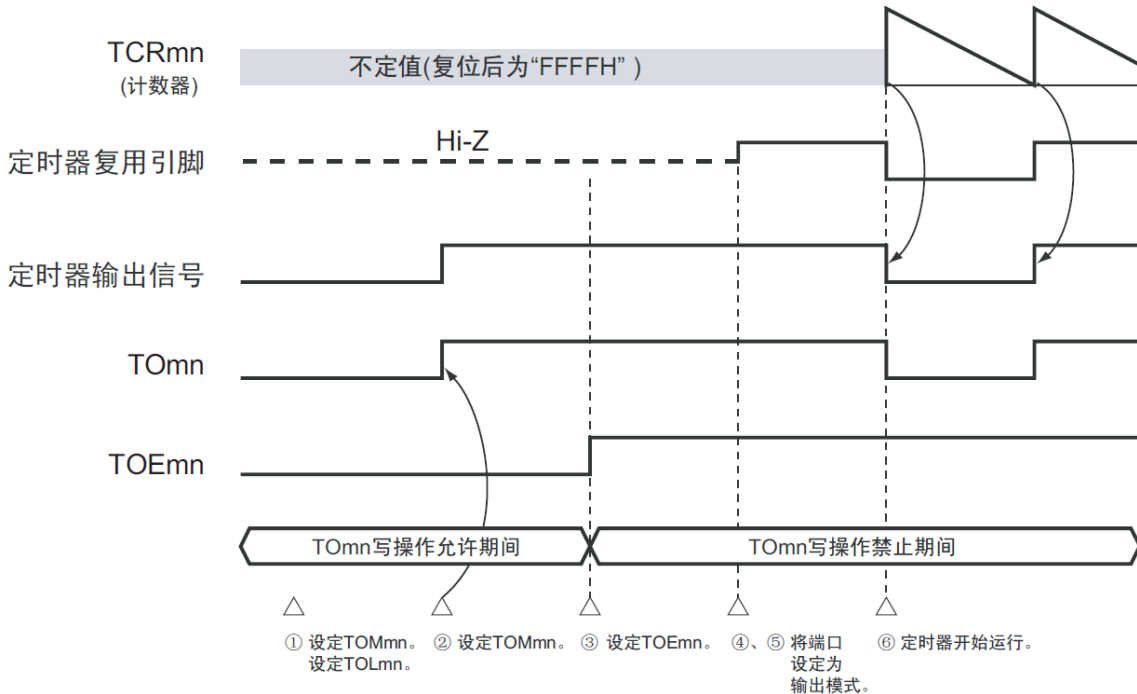 TCRmn
(计数器)
不定值(复位后为“FFFFH” )
定时器复用引脚
Hi-Z
定时器输出信号
TOmn
TOEmn
TOmn写操作允许期间
TOmn写操作禁止期间
① 设定TOMmn。
设定TOLmn。
② 设定TOMmn。
③ 设定TOEmn。
④、⑤ 将端口
设定为
输出模式。
⑥ 定时器开始运行。